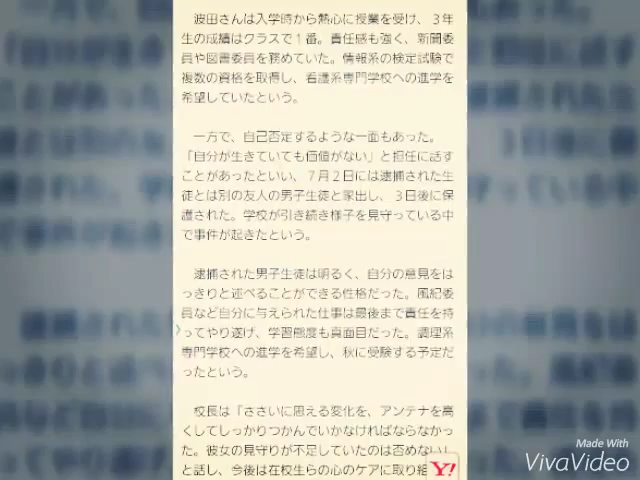 波田さんは入学時から熱心に授業を受け、３年
生の成績はクラスで１番。責任感も強く、新聞委
員や図書委員を務めていた。情報系の検定試験で
複数の資格を取得し、看護系専門学校への進学を
希望していたという。
一方で、自己否定するような一面もあった。
「自分が生きていても価値がない」と担任に話す
ことがあったといい、７月２日には逮捕された生
徒とは別の友人の男子生徒と家出し、３日後に保
護された。学校が引き続き様子を見守っている中
で事件が起きたという。
逮捕された男子生徒は明るく、自分の意見をは
っきりと述べることができる性格だった。風紀委
員など自分に与えられた仕事は最後まで責任を持
ってやり遂げ、学習態度も真面目だった。調理系
専門学校への進学を希望し、秋に受験する予定だ
ったという。
校長は「ささいに思える変化を、アンテナを高
くしてしっかりつかんでいかなければならなかっ
た。彼女の見守りが不足していたのは否めない」
と話し、今後は在校生らの心のケアに取り組
Y!
Made With
VivaVideo